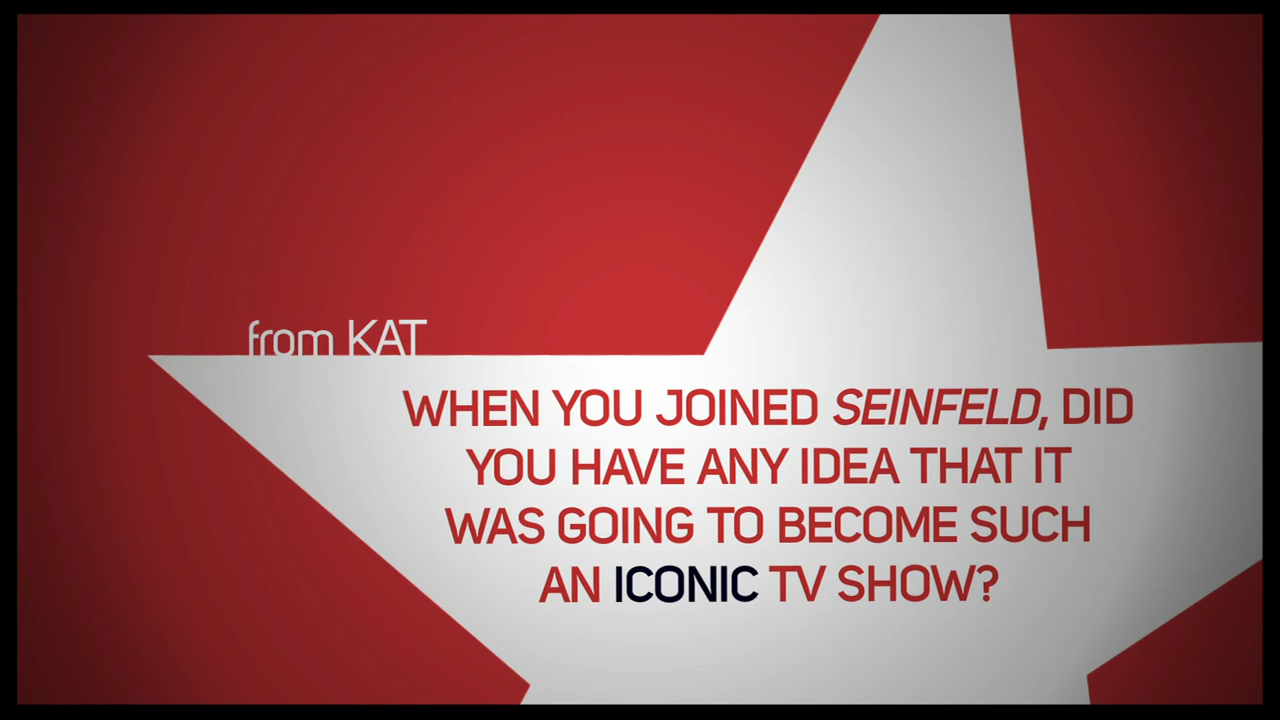 from KAT
WHEN YOU JOINED SEINFELD, DID
YOU HAVE ANY IDEA THAT IT
WAS GOING TO BECOME SUCH
AN ICONIC TV SHOW?